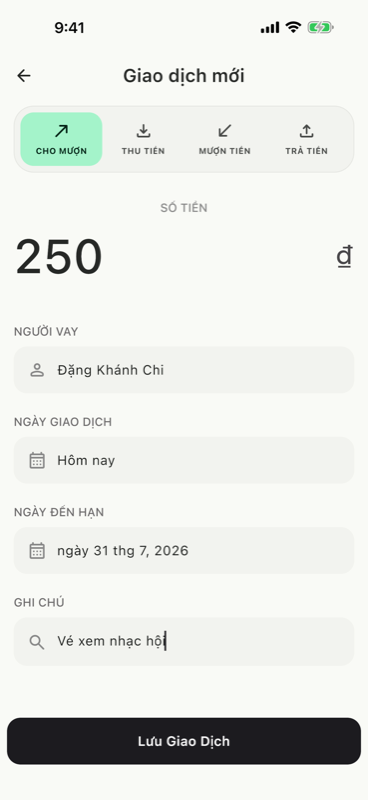 9:41
Giao dịch mới
CHO MƯỢN
THU TIỀN
MƯỢN TIỀN
TRẢ TIỀN
SỐ TIỀN
250 ₫
NGƯỜI VAY
Đặng Khánh Chi
NGÀY GIAO DỊCH
Hôm nay
NGÀY ĐẾN HẠN
ngày 31 thg 7, 2026
GHI CHÚ
Vé xem nhạc hội
Lưu Giao Dịch